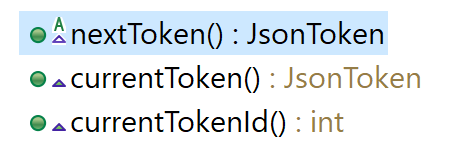 A
nextToken() : JsonToken
currentToken() : JsonToken
currentTokenId() : int